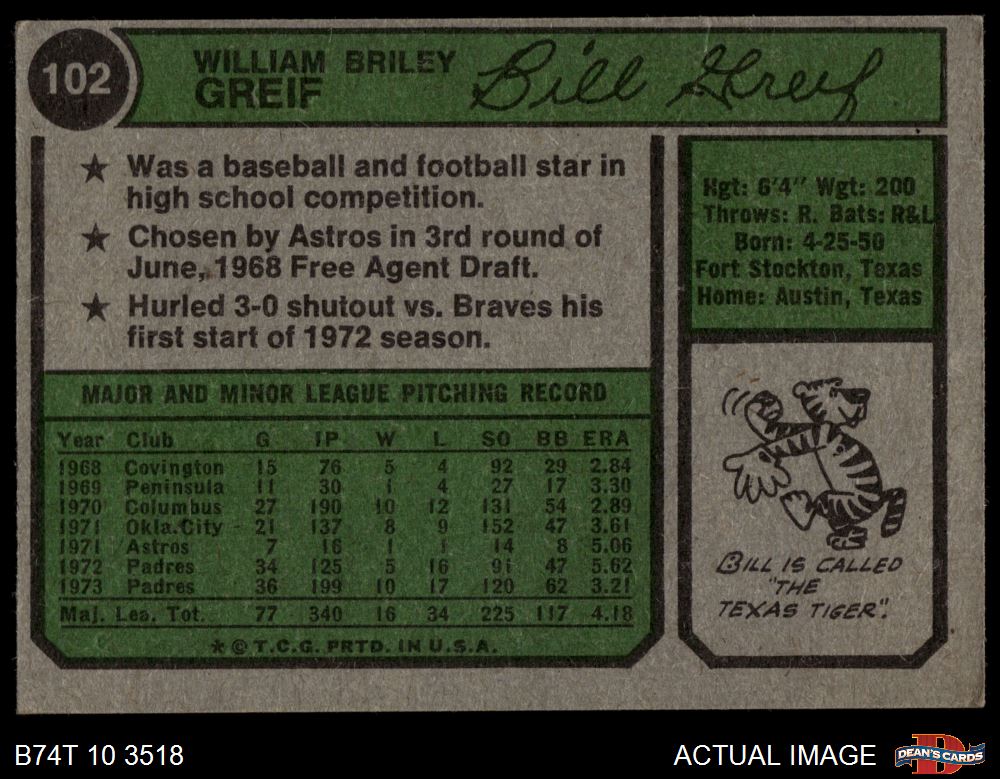 102
WILLIAM BRILEY
GREIF
Bill Greif
★ Was a baseball and football star in
high school competition.
★ Chosen by Astros in 3rd round of
June, 1968 Free Agent Draft.
★ Hurled 3-0 shutout vs. Braves his
first start of 1972 season.
Hgt: 6'4" Wgt: 200
Throws: R. Bats: R&L
Born: 4-25-50
Fort Stockton, Texas
Home: Austin, Texas
MAJOR AND MINOR LEAGUE PITCHING RECORD
Year Club G IP W L SO BB ERA
1968 Covington 15 76 5 4 92 29 2.84
1969 Peninsula 11 30 1 4 27 17 3.30
1970 Columbus 27 190 10 12 131 54 2.89
1971 Okla.City 21 137 8 9 152 47 3.61
1971 Astros 7 16 1 1 14 8 5.06
1972 Padres 34 125 5 16 91 47 5.62
1973 Padres 36 199 10 17 120 62 3.21
Maj. Lea. Tot. 77 340 16 34 225 117 4.18
* © T.C.G. PRTD. IN U.S.A.
BILL IS CALLED
"THE
TEXAS TIGER".
B74T 10 3518
ACTUAL IMAGE
DEAN'S CARDS